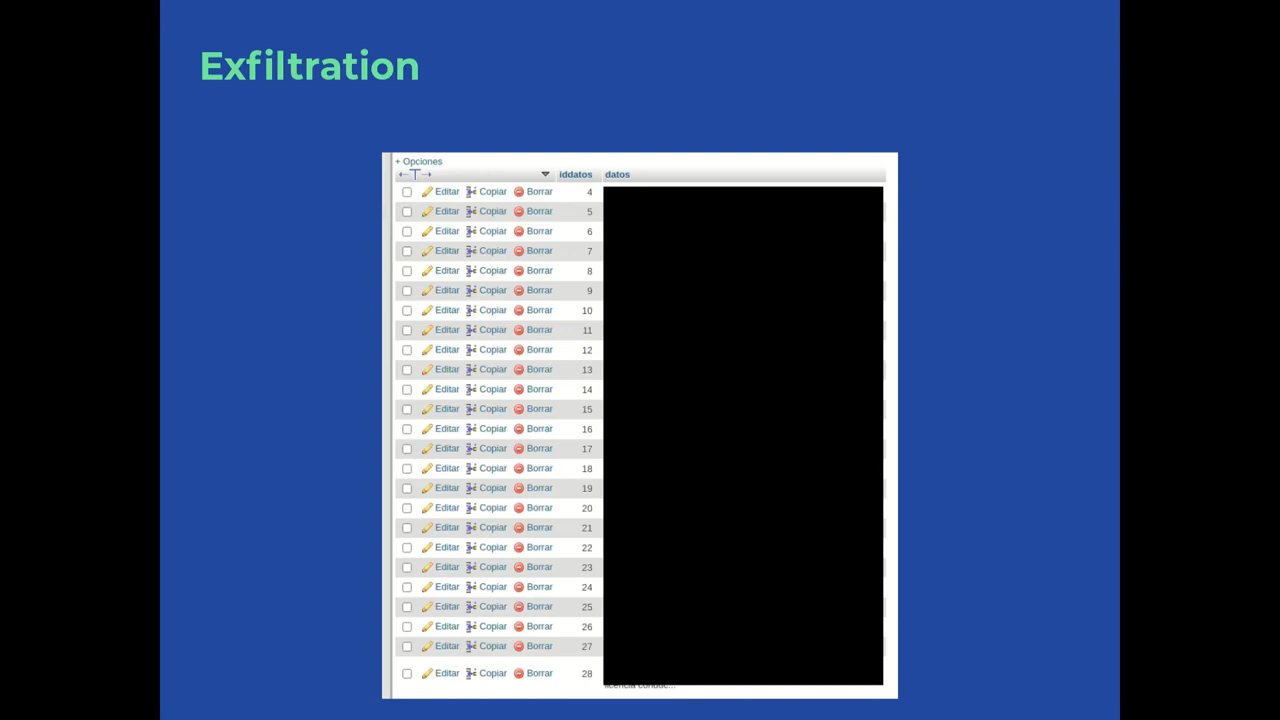 Exfiltration
+ Opciones
←T→ iddatos datos
Editar Copiar Borrar 4
Editar Copiar Borrar 5
Editar Copiar Borrar 6
Editar Copiar Borrar 7
Editar Copiar Borrar 8
Editar Copiar Borrar 9
Editar Copiar Borrar 10
Editar Copiar Borrar 11
Editar Copiar Borrar 12
Editar Copiar Borrar 13
Editar Copiar Borrar 14
Editar Copiar Borrar 15
Editar Copiar Borrar 16
Editar Copiar Borrar 17
Editar Copiar Borrar 18
Editar Copiar Borrar 19
Editar Copiar Borrar 20
Editar Copiar Borrar 21
Editar Copiar Borrar 22
Editar Copiar Borrar 23
Editar Copiar Borrar 24
Editar Copiar Borrar 25
Editar Copiar Borrar 26
Editar Copiar Borrar 27
Editar Copiar Borrar 28
licencia conduc...